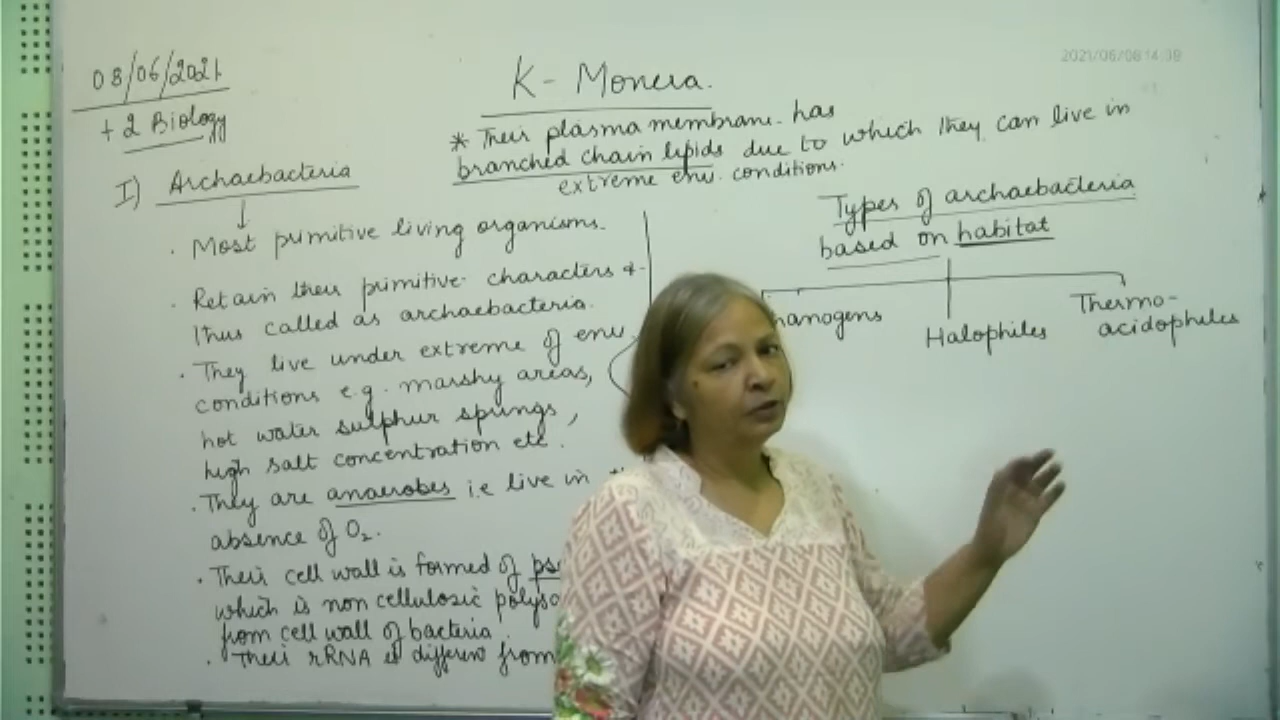 08/06/2021
+2 Biology
K - Monera.
2021/06/08 14:39
* Their plasma membrane has
branched chain lipids due to which they can live in
extreme env. conditions.
I) Archaebacteria
· Most primitive living organisms.
· Retain their primitive characters &
thus called as archaebacteria.
· They live under extreme of env.
conditions e.g. marshy areas,
hot water sulphur springs,
high salt concentration etc.
· They are anaerobes i.e live in
absence of O2.
· Their cell wall is formed of
which is non cellulosic
from cell wall of bacteria.
· Their rRNA is different from
Types of archaebacteria
based on habitat
hanogens
Halophiles
Thermo-
acidophiles